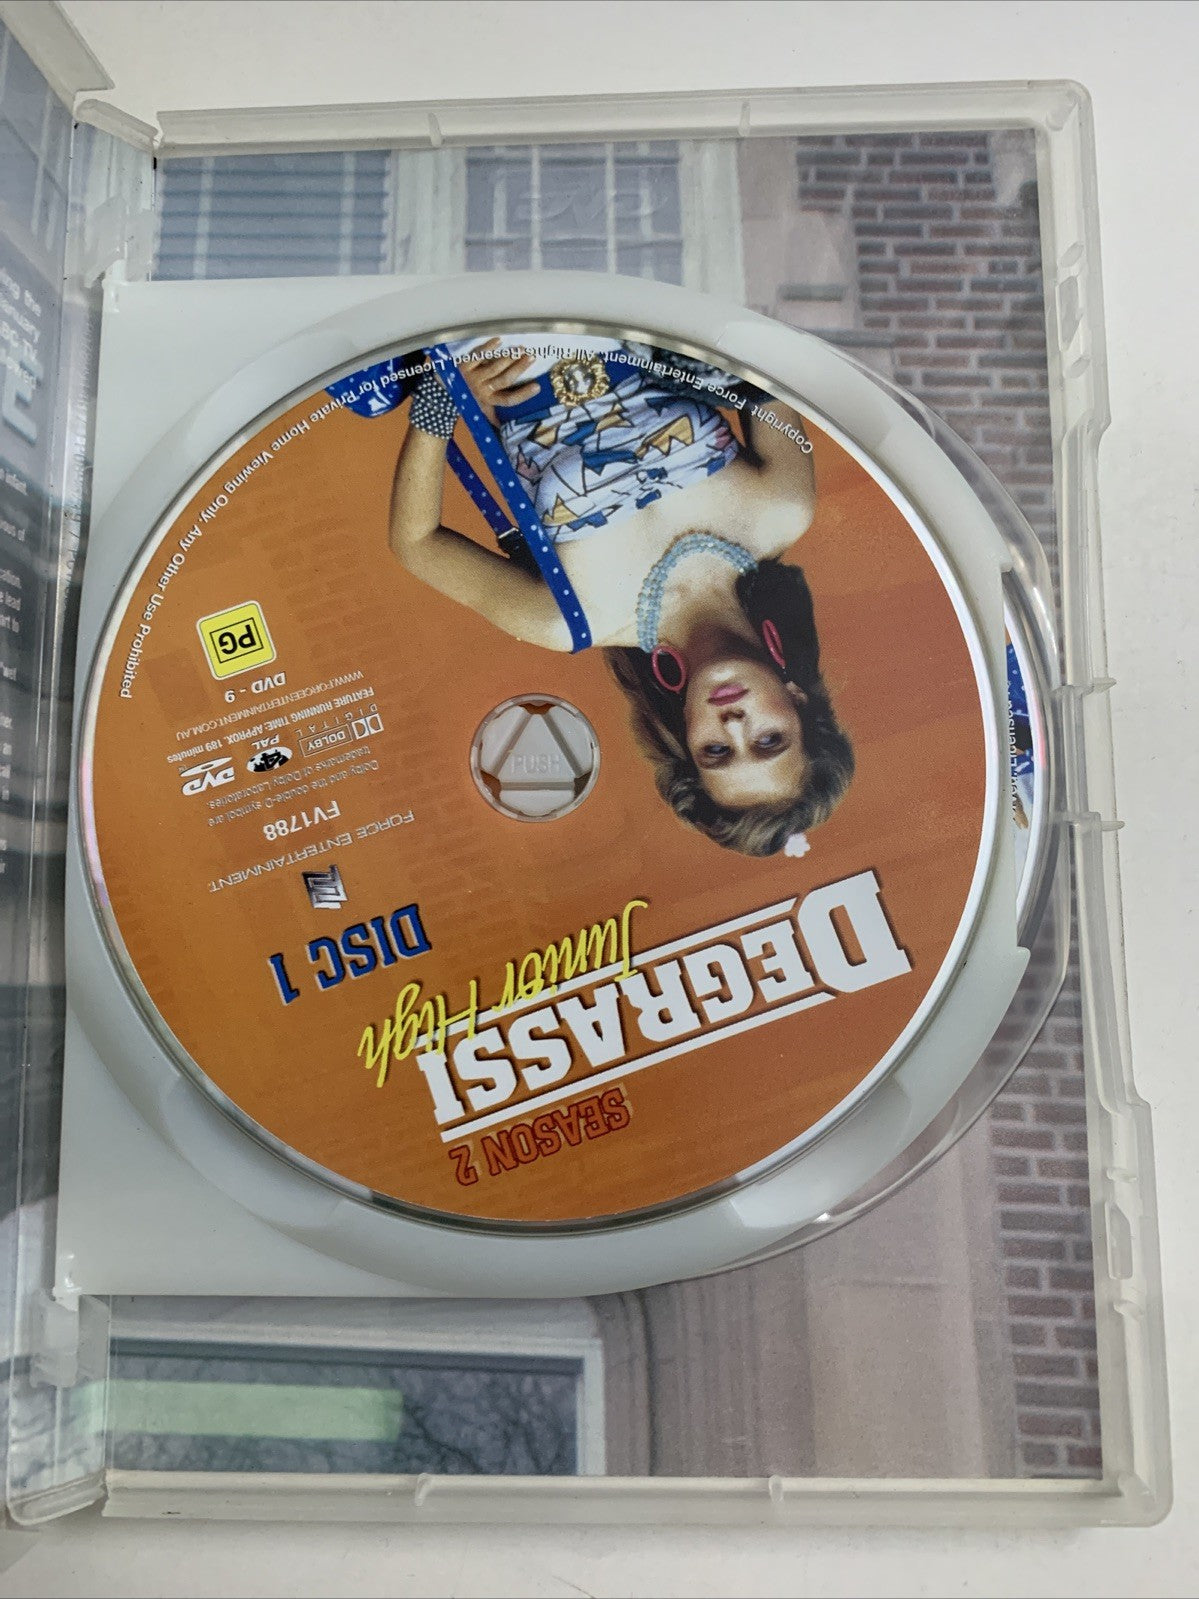 SEASON 2
DEGRASSI
Junior High
DISC 1
FORCE ENTERTAINMENT.
FV1788
Dolby and the double-D symbol are
trademarks of Dolby Laboratories.
DVD
PAL
DOLBY
DIGITAL
FEATURE RUNNING TIME APPROX. 189 minutes
WWW.FORCEENTERTAINMENT.COM.AU
DVD - 9
PG
Copyright Force Entertainment. All Rights Reserved. Licensed for Private Home Viewing Only. Any Other Use Prohibited
PUSH